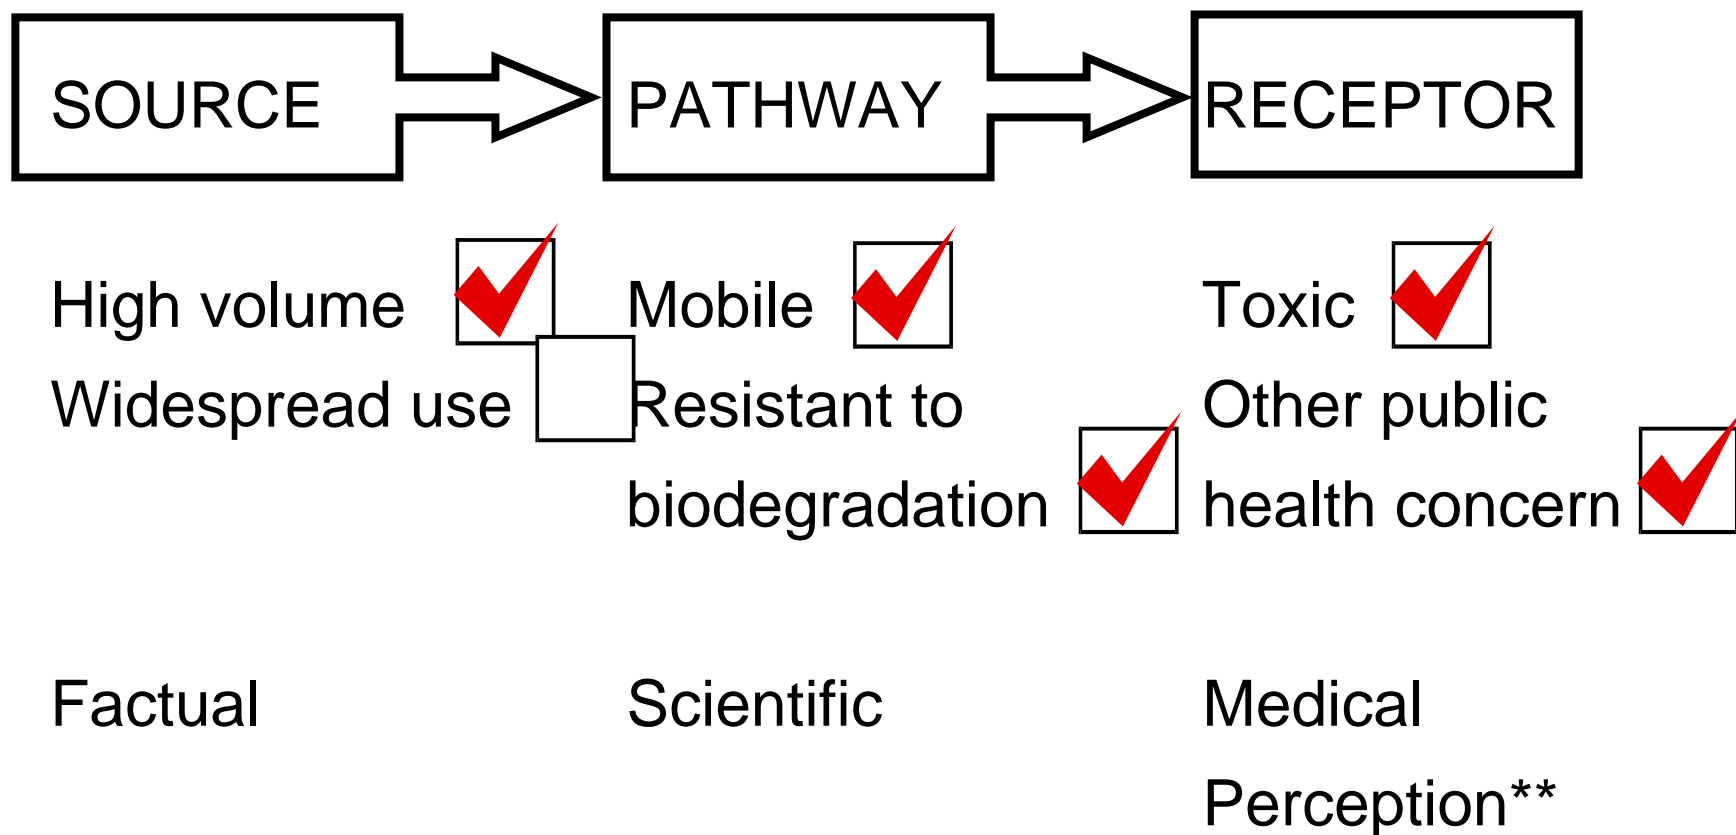 SOURCE
PATHWAY
RECEPTOR
High volume
Widespread use
Mobile
Resistant to
biodegradation
Toxic
Other public
health concern
Factual
Scientific
Medical
Perception**